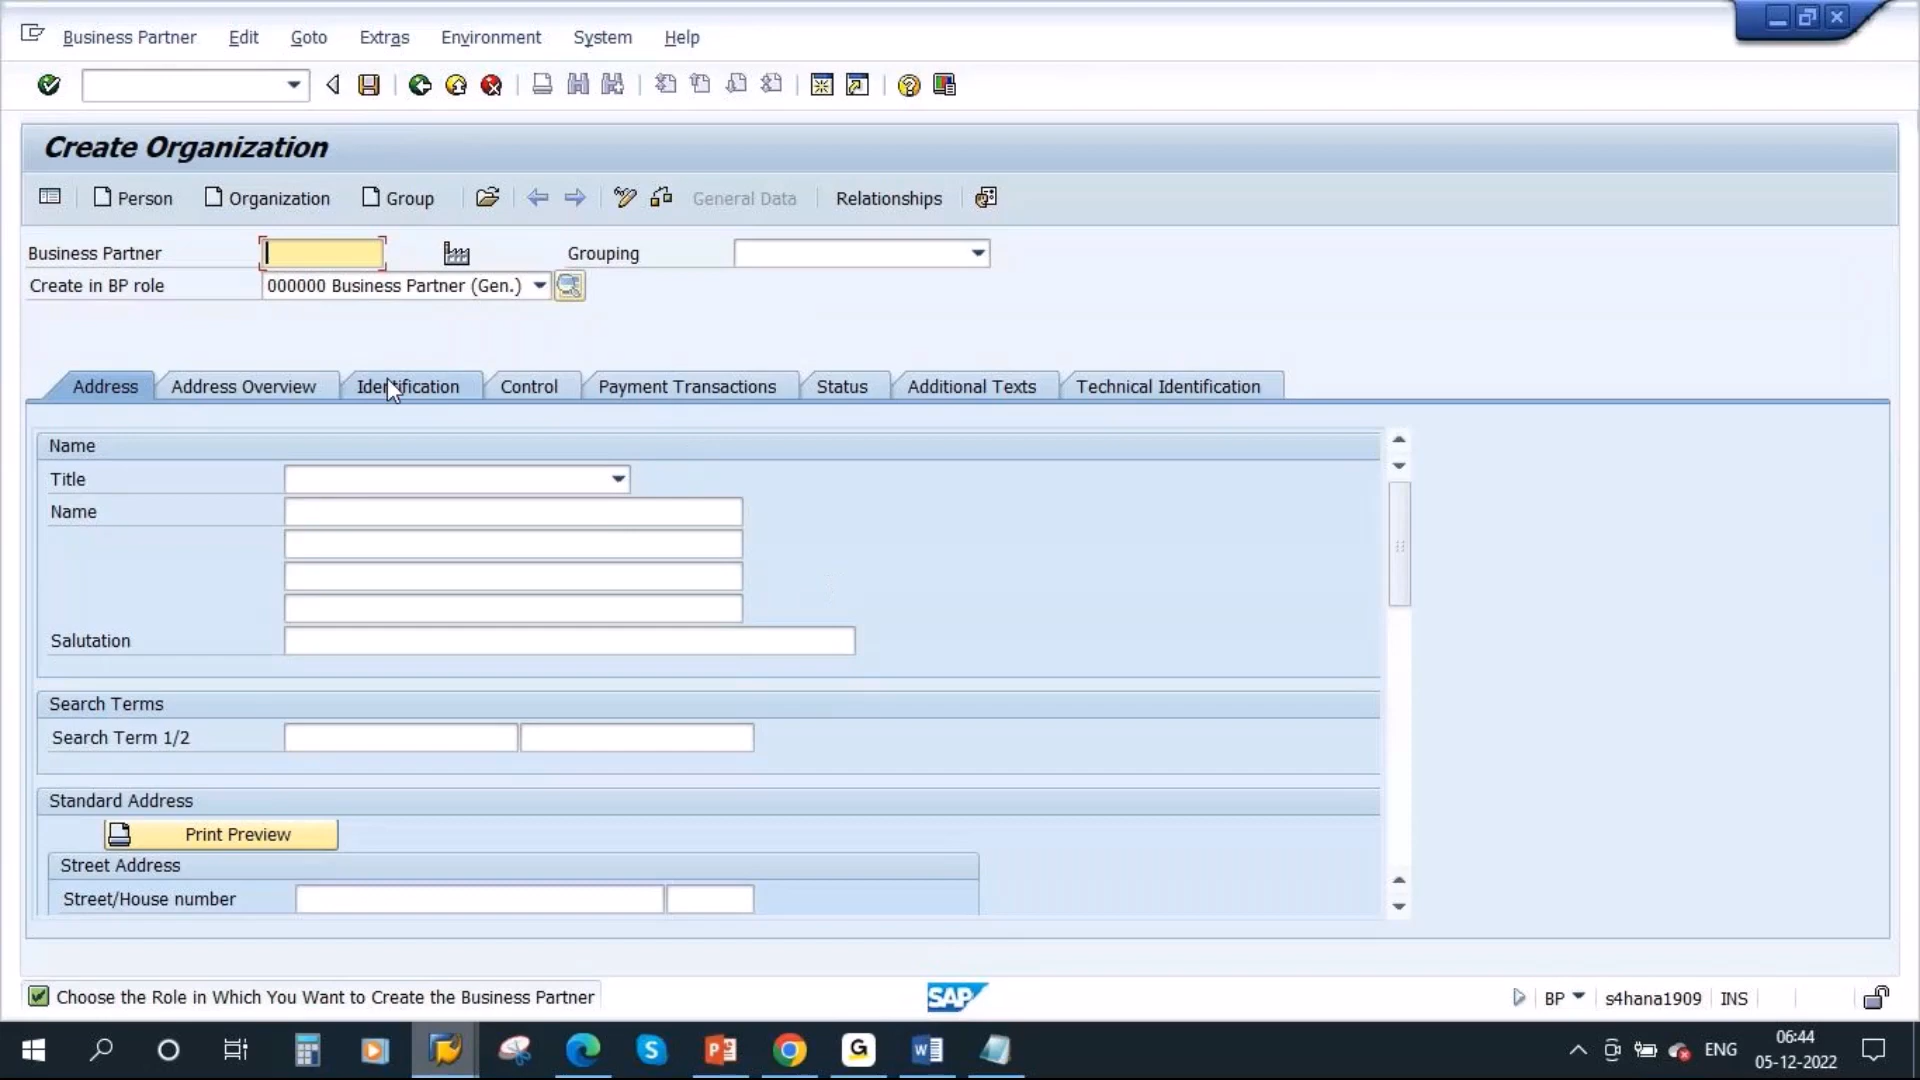 Business Partner Edit Goto Extras Environment System Help
Create Organization
Person Organization Group General Data Relationships
Business Partner Grouping
Create in BP role 000000 Business Partner (Gen.)
Address Address Overview Identification Control Payment Transactions Status Additional Texts Technical Identification
Name
Title
Name
Salutation
Search Terms
Search Term 1/2
Standard Address
Print Preview
Street Address
Street/House number
Choose the Role in Which You Want to Create the Business Partner SAP BP s4hana1909 INS
06:44
ENG
05-12-2022